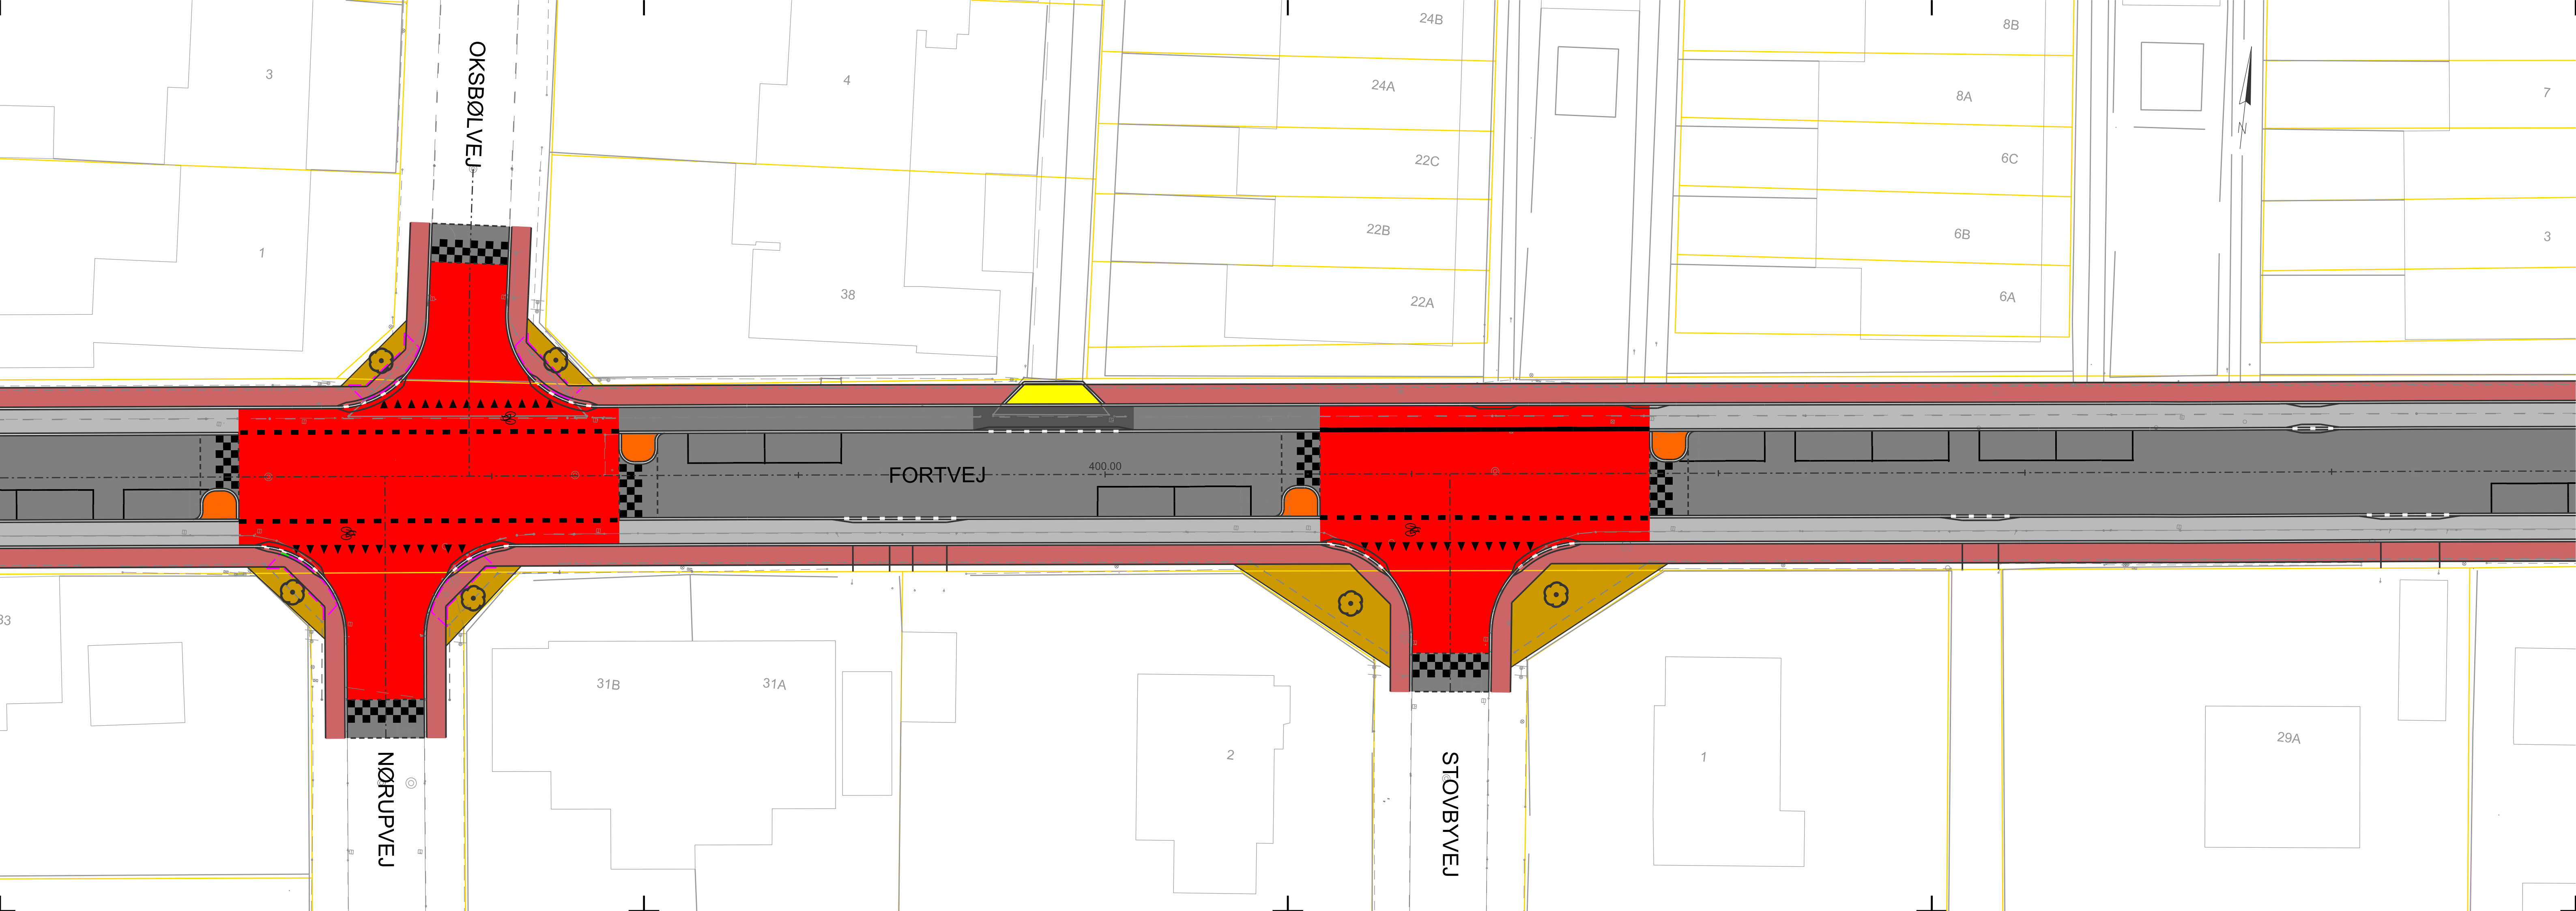 24B
8B
3
4
24A
8A
7
OKSBØLVEJ
N
22C
6C
1
22B
6B
3
38
22A
6A
FORTVEJ
400.00
33
31B
31A
2
1
29A
NØRUPVEJ
STOVBYVEJ